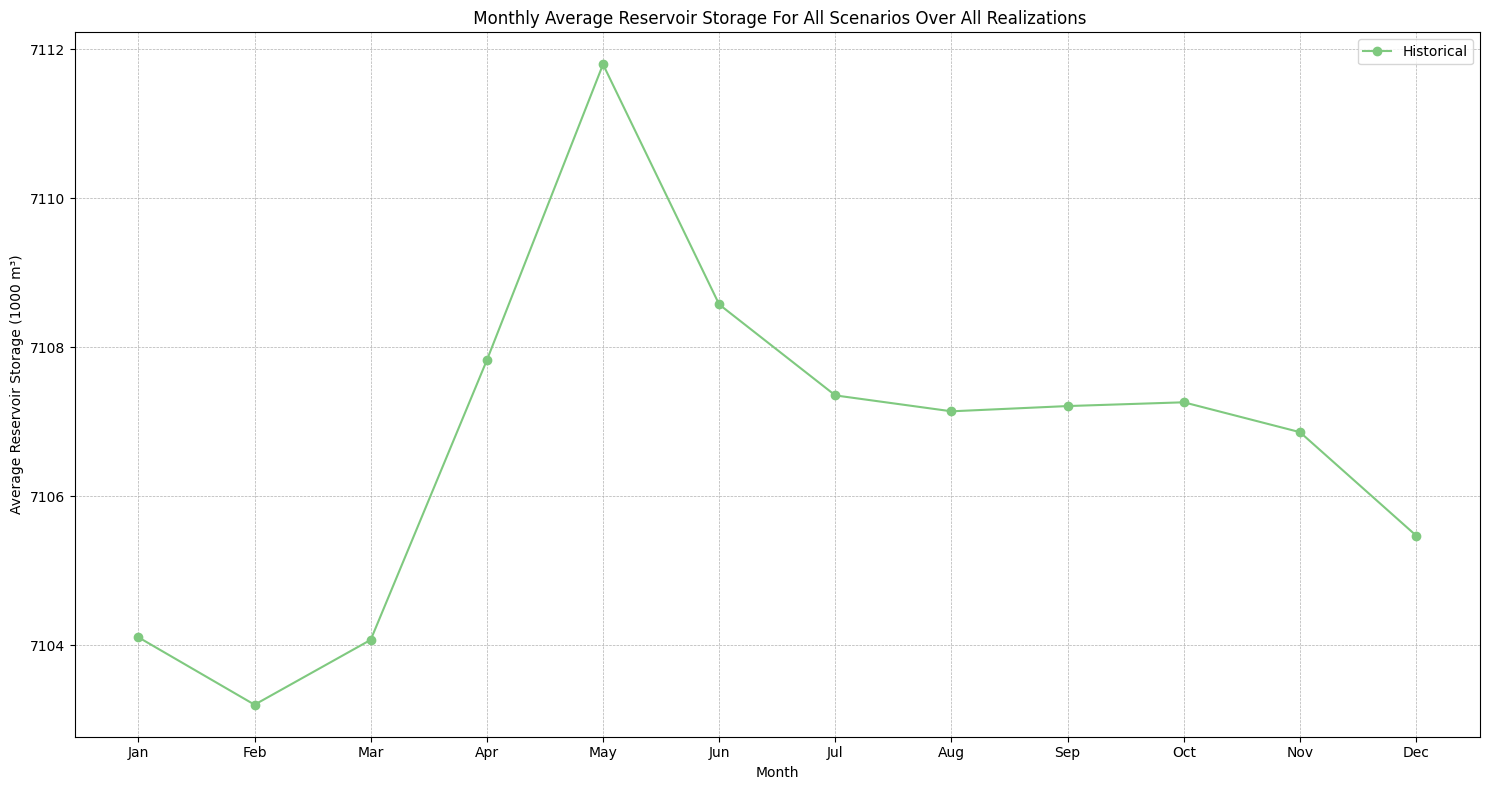 Monthly Average Reservoir Storage For All Scenarios Over All Realizations
Historical
Average Reservoir Storage (1000 m³)
7112
7110
7108
7106
7104
Jan Feb Mar Apr May Jun Jul Aug Sep Oct Nov Dec
Month